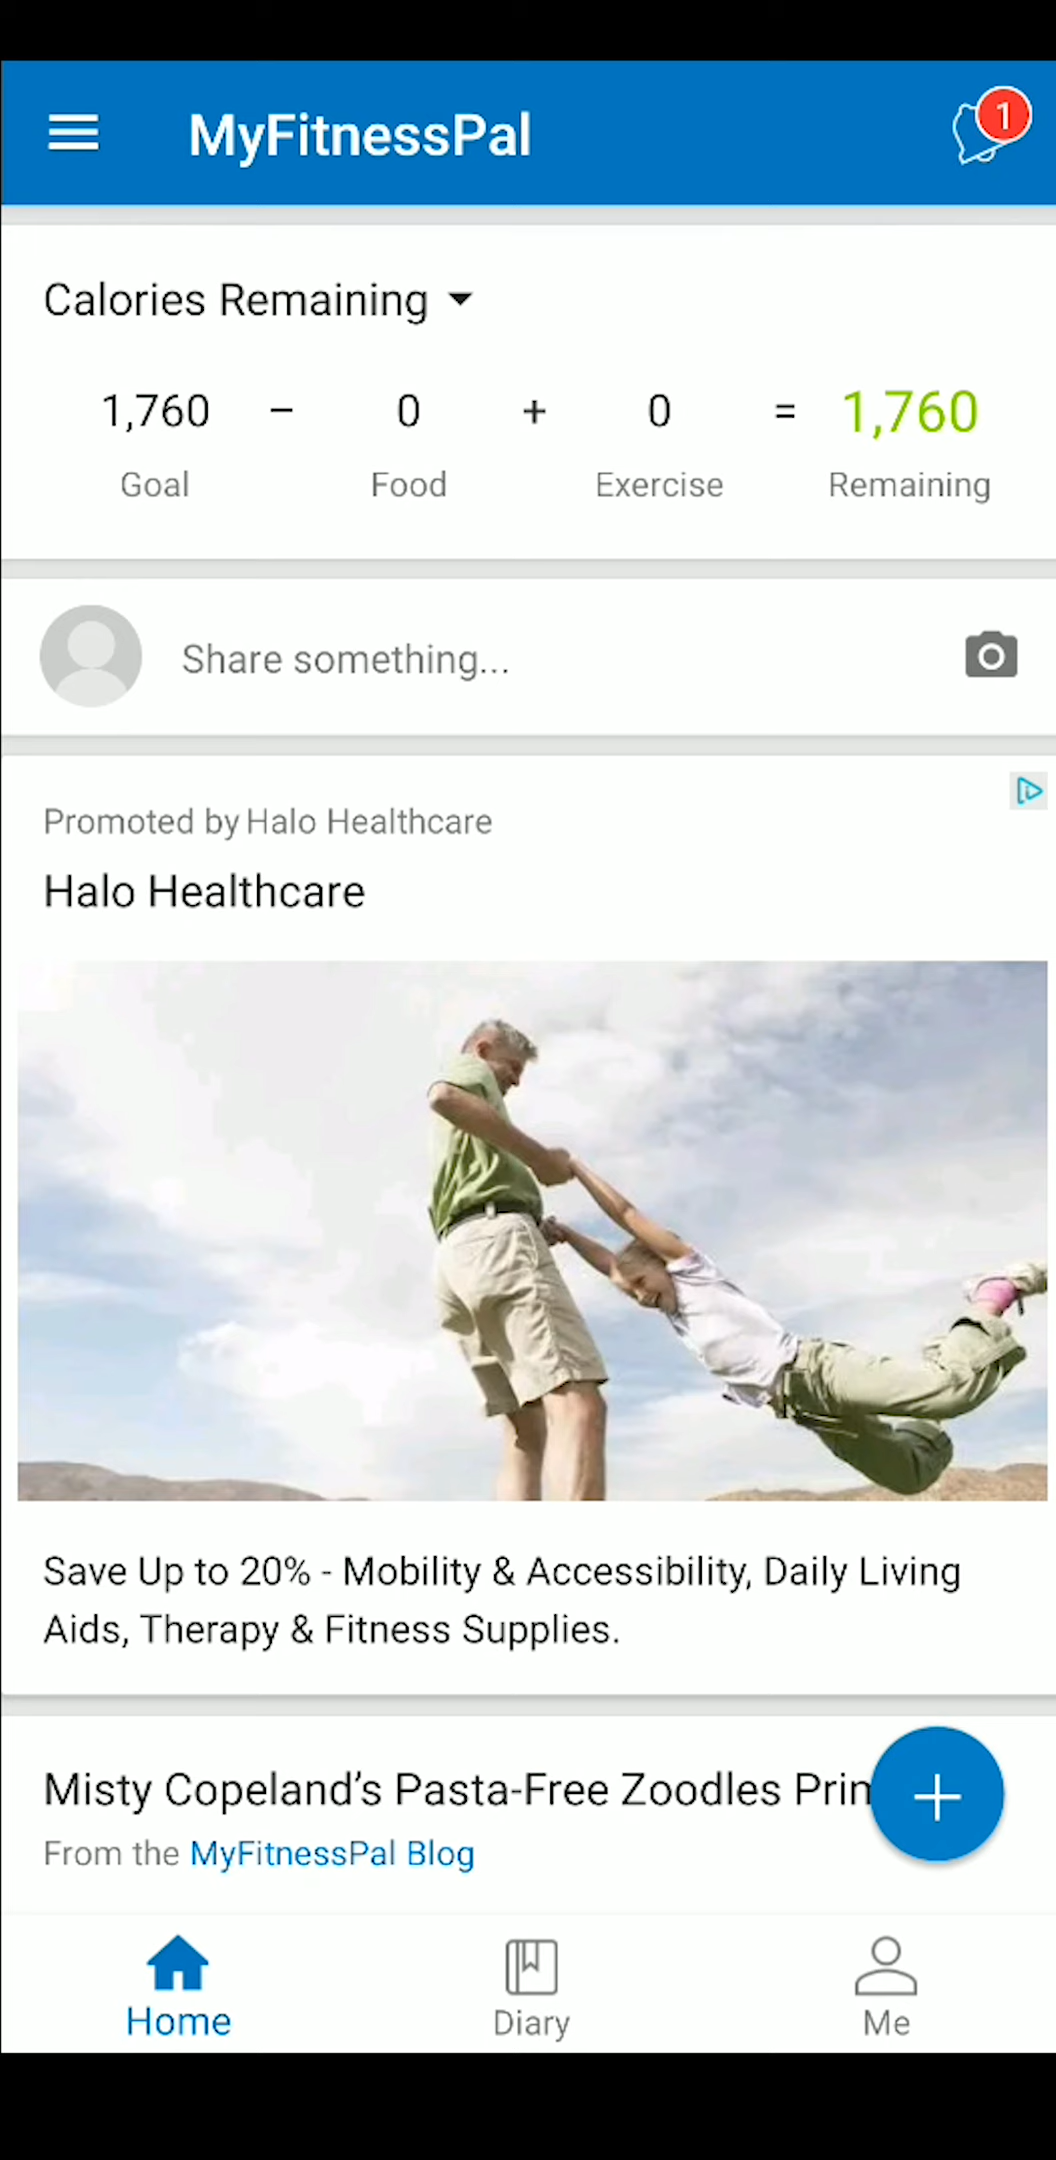 MyFitnessPal
1
Calories Remaining
1,760 – 0 + 0 = 1,760
Goal Food Exercise Remaining
Share something...
Promoted by Halo Healthcare
Halo Healthcare
Save Up to 20% - Mobility & Accessibility, Daily Living
Aids, Therapy & Fitness Supplies.
Misty Copeland’s Pasta-Free Zoodles
From the MyFitnessPal Blog
Home Diary Me